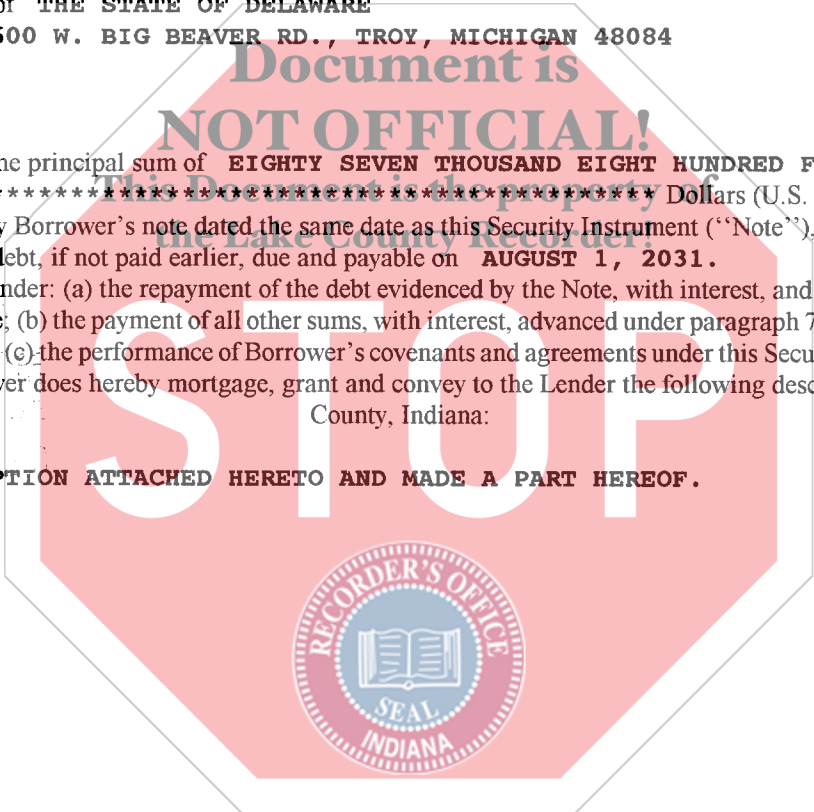 of THE STATE OF DELAWARE
500 W. BIG BEAVER RD., TROY, MICHIGAN 48084
Document is
NOT OFFICIAL!
he principal sum of EIGHTY SEVEN THOUSAND EIGHT HUNDRED F
This Document is the property of
******************************************** Dollars (U.S.
y Borrower's note dated the same date as this Security Instrument (“Note”),
the Lake County Recorder!
debt, if not paid earlier, due and payable on AUGUST 1, 2031.
nder: (a) the repayment of the debt evidenced by the Note, with interest, and
e; (b) the payment of all other sums, with interest, advanced under paragraph 7
(c) the performance of Borrower's covenants and agreements under this Secu
ver does hereby mortgage, grant and convey to the Lender the following desc
County, Indiana:
PTION ATTACHED HERETO AND MADE A PART HEREOF.
STOP
RECORDER'S OFFICE
SEAL
INDIANA